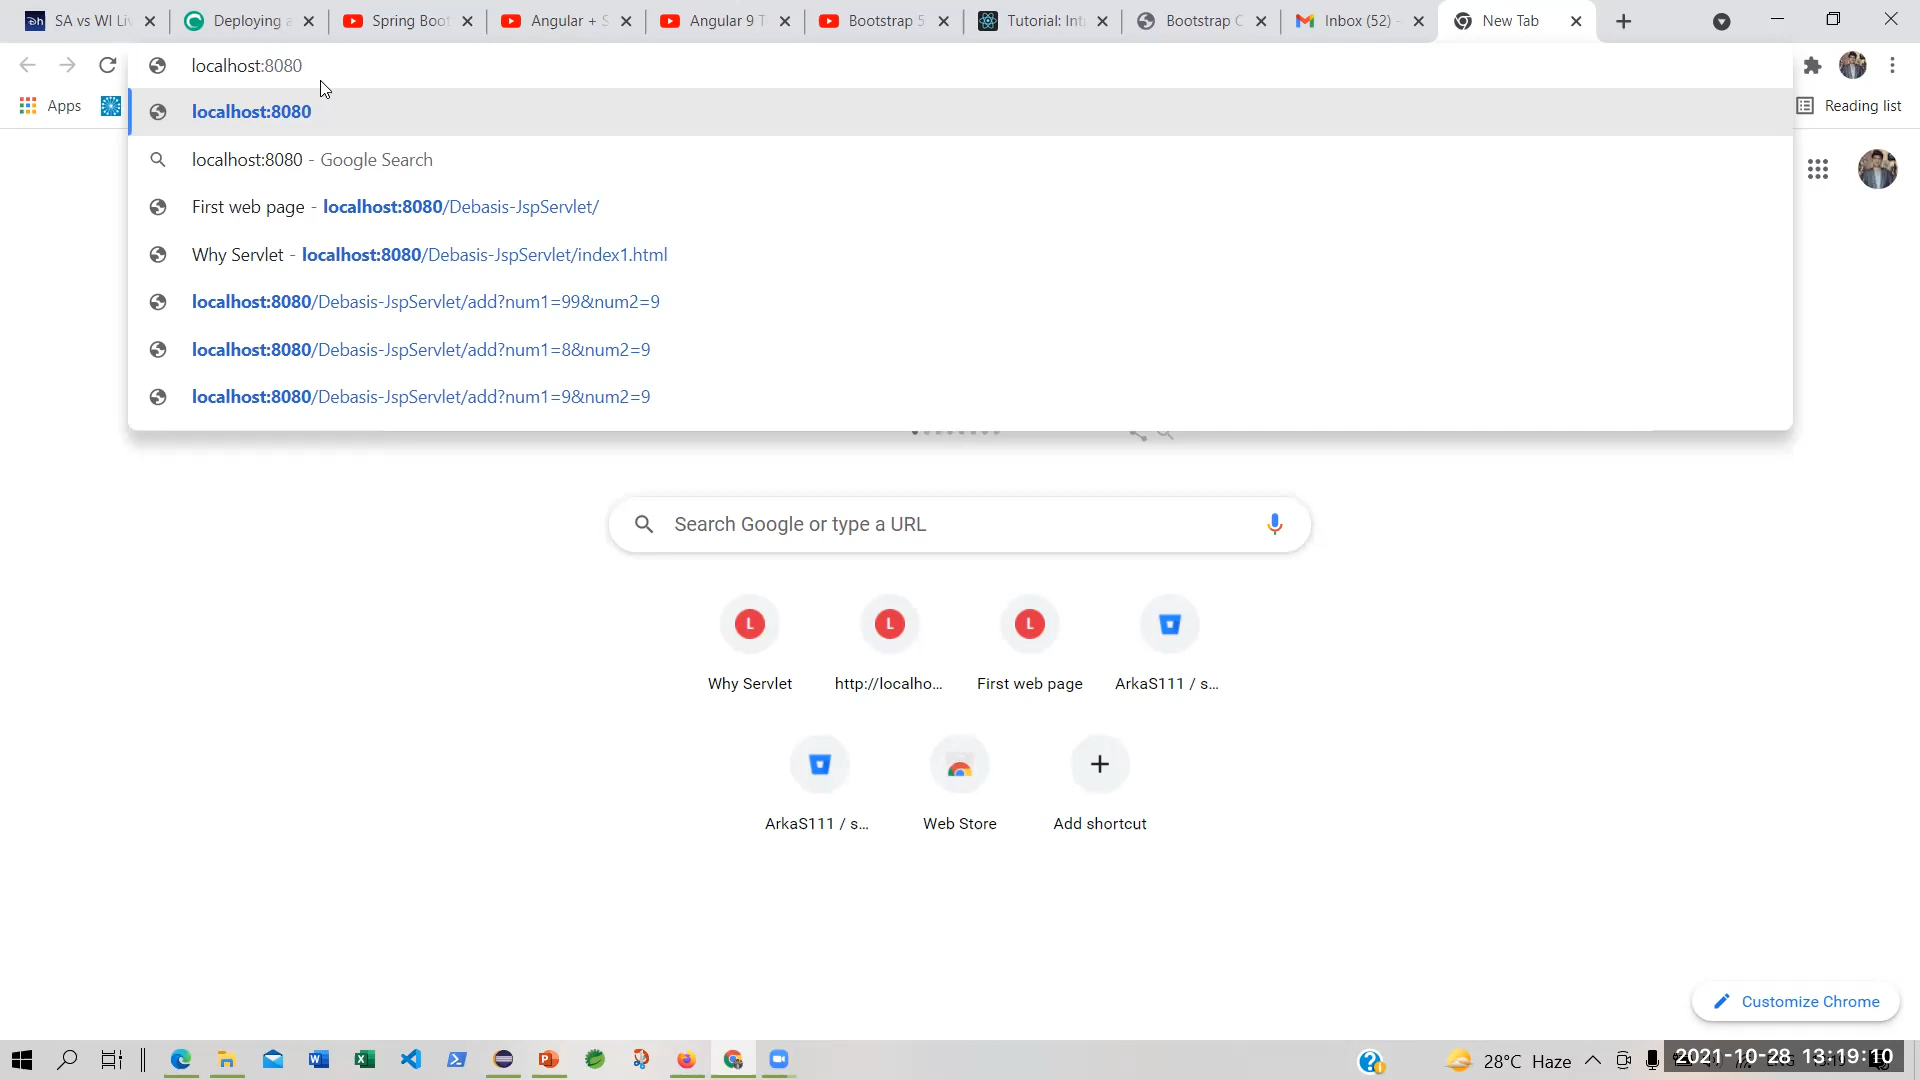 SA vs WI Liv
Deploying a
Spring Boot
Angular + S
Angular 9 T
Bootstrap 5
Tutorial: Int
Bootstrap C
Inbox (52) -
New Tab
localhost:8080
Apps
Reading list
localhost:8080
localhost:8080 - Google Search
First web page - localhost:8080/Debasis-JspServlet/
Why Servlet - localhost:8080/Debasis-JspServlet/index1.html
localhost:8080/Debasis-JspServlet/add?num1=99&num2=9
localhost:8080/Debasis-JspServlet/add?num1=8&num2=9
localhost:8080/Debasis-JspServlet/add?num1=9&num2=9
Search Google or type a URL
L
L
L
Why Servlet
http://localho...
First web page
ArkaS111 / s...
ArkaS111 / s...
Web Store
Add shortcut
Customize Chrome
28°C Haze
2021-10-28 13:19:10